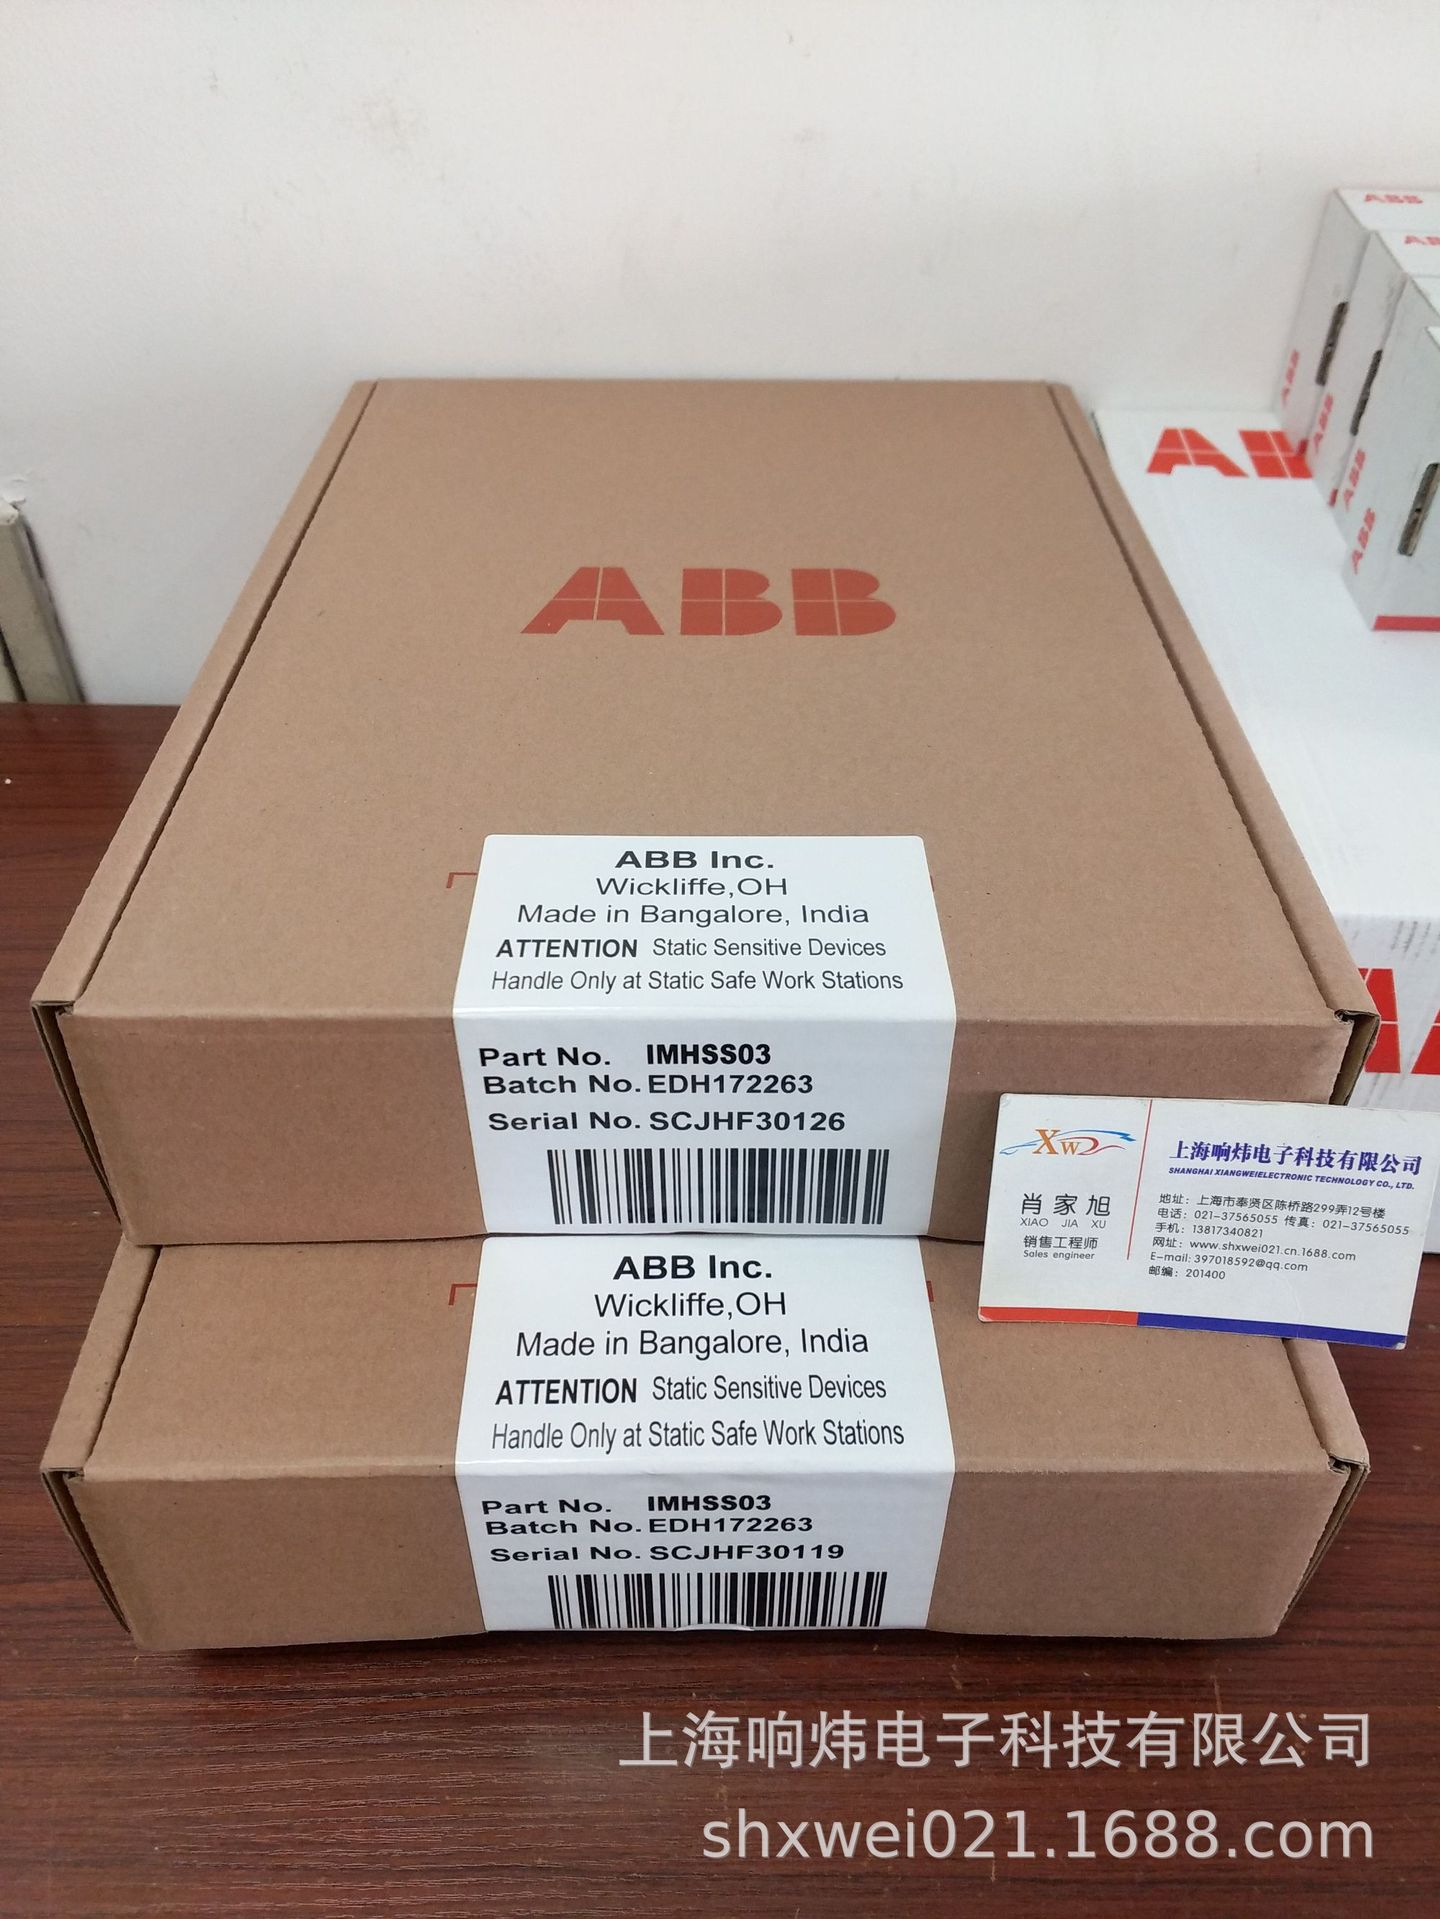 ABB
ABB
ABB
ABB
ABB
ABB
ABB
ABB
ABB Inc.
Wickliffe,OH
Made in Bangalore, India
ATTENTION Static Sensitive Devices
Handle Only at Static Safe Work Stations
Part No. IMHSS03
Batch No. EDH172263
Serial No. SCJHF30126
XW
上海响炜电子科技有限公司
SHANGHAI XIANGWEIELECTRONIC TECHNOLOGY CO., LTD.
肖家旭
XIAO JIA XU
销售工程师
Sales engineer
地址：上海市奉贤区陈桥路299弄12号楼
电话：021-37565055 传真：021-37565055
手机：13817340821
网址：www.shxwei021.cn.1688.com
E-mail: 397018592@qq.com
邮编：201400
ABB Inc.
Wickliffe,OH
Made in Bangalore, India
ATTENTION Static Sensitive Devices
Handle Only at Static Safe Work Stations
Part No. IMHSS03
Batch No. EDH172263
Serial No. SCJHF30119
上海响炜电子科技有限公司
shxwei021.1688.com